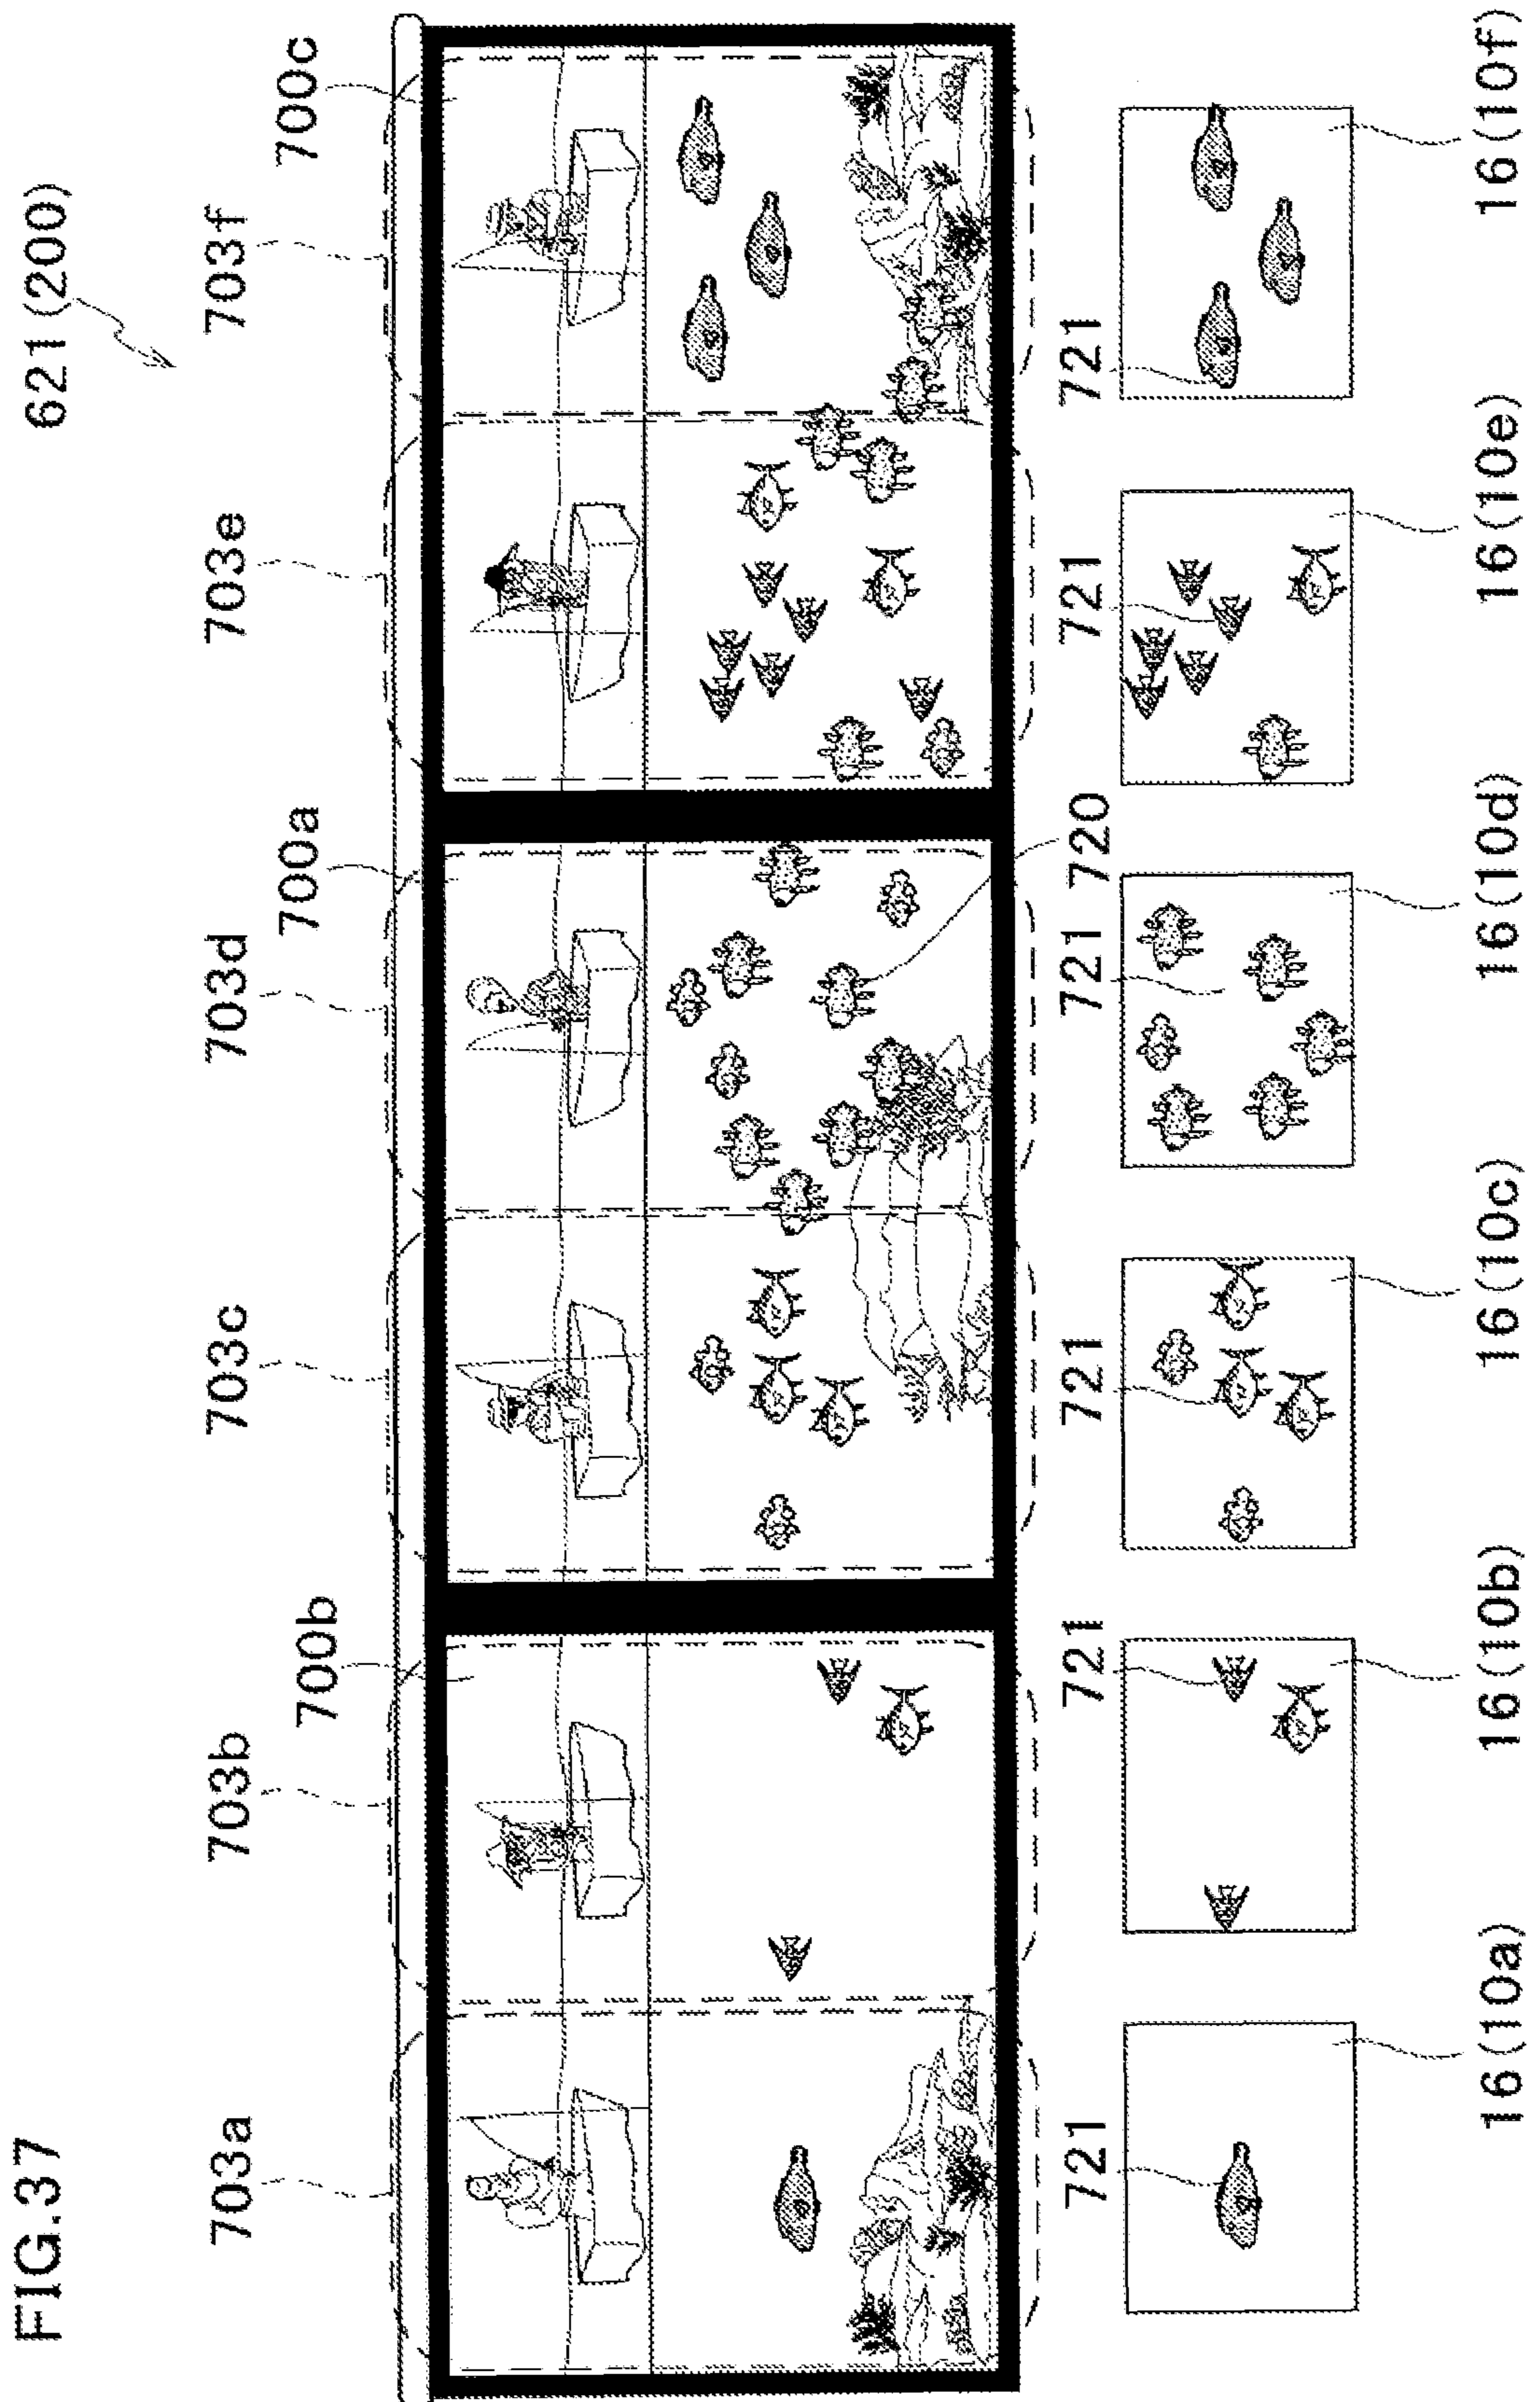 FIG.37
621(200)
703a
703b
703c
703d
703e
703f
700b
700a
700c
720
721
721
721
721
721
721
16(10a)
16(10b)
16(10c)
16(10d)
16(10e)
16(10f)